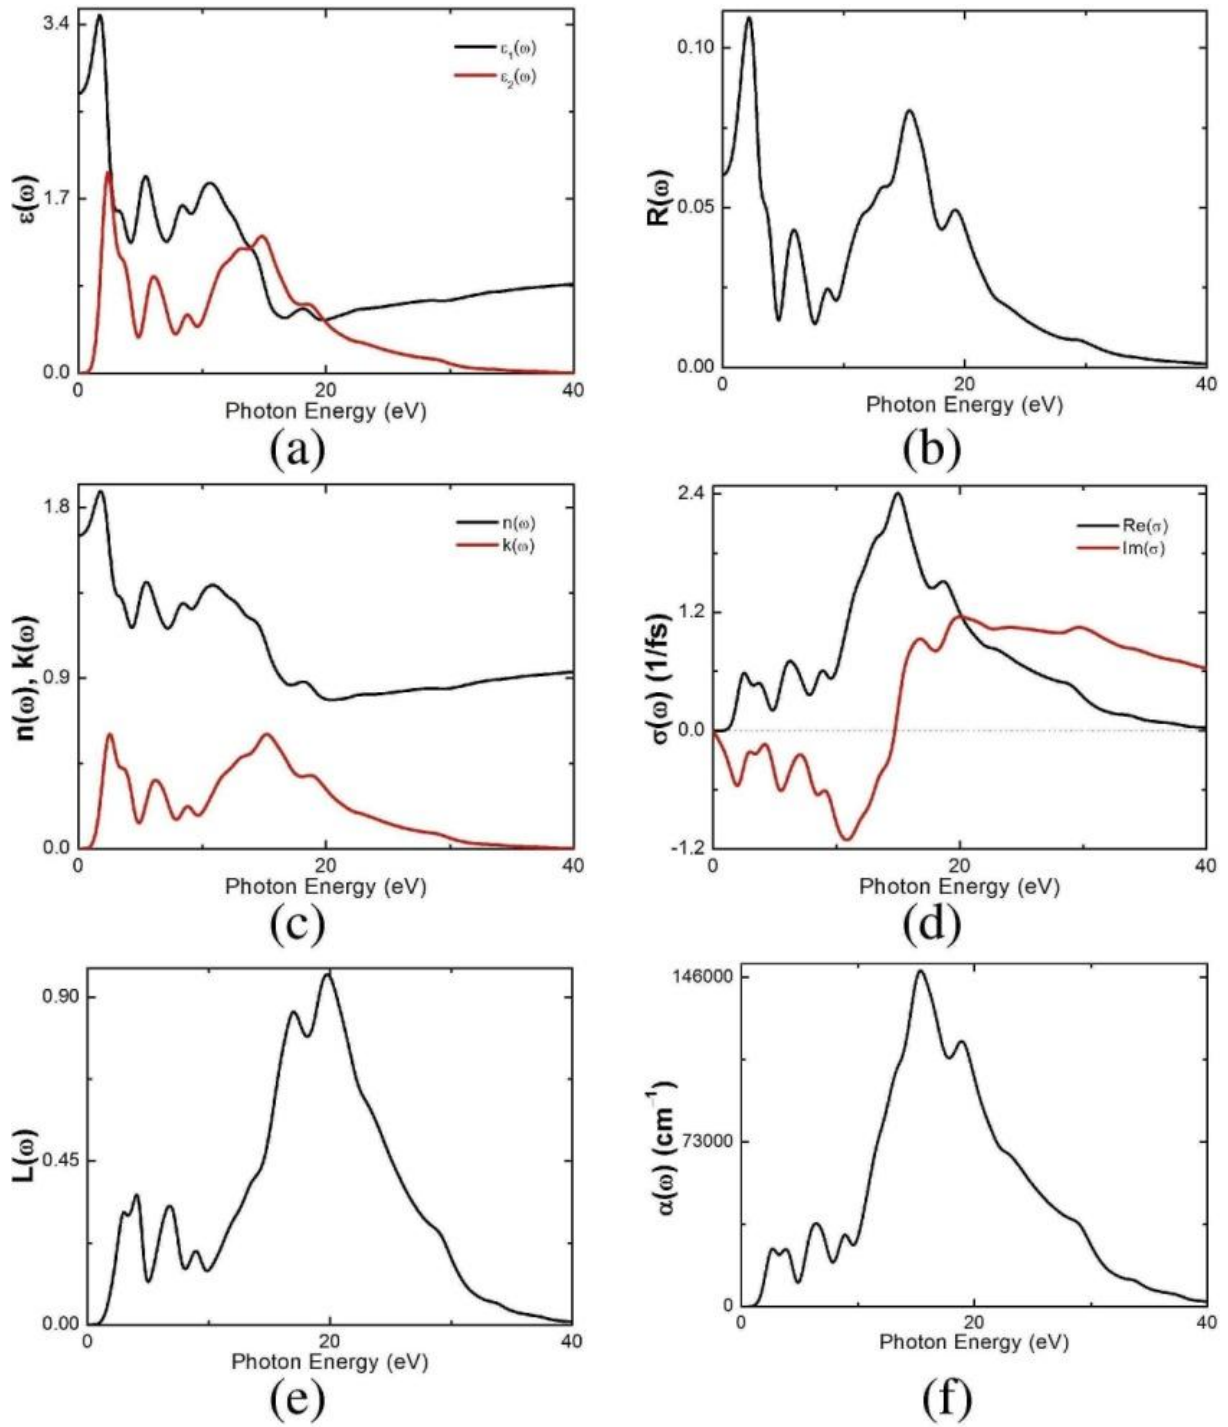 3.4
1.7
0.0
ε(ω)
ε₁(ω)
ε₂(ω)
0
20
40
Photon Energy (eV)
(a)
0.10
0.05
0.00
R(ω)
0
20
40
Photon Energy (eV)
(b)
1.8
0.9
0.0
n(ω), k(ω)
n(ω)
k(ω)
0
20
40
Photon Energy (eV)
(c)
2.4
1.2
0.0
-1.2
σ(ω) (1/fs)
Re(σ)
Im(σ)
0
20
40
Photon Energy (eV)
(d)
0.90
0.45
0.00
L(ω)
0
20
40
Photon Energy (eV)
(e)
146000
73000
0
α(ω) (cm⁻¹)
0
20
40
Photon Energy (eV)
(f)